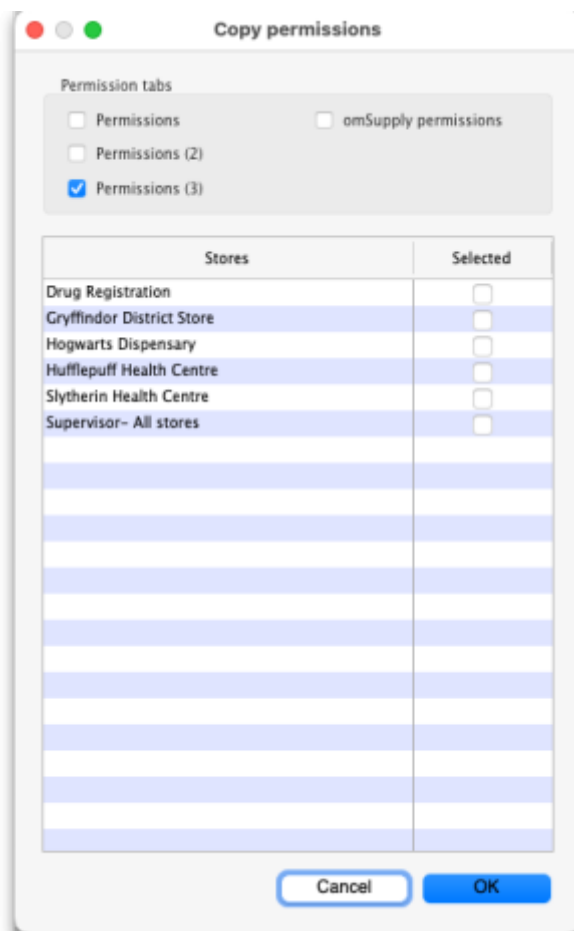 Copy permissions
Permission tabs
Permissions omSupply permissions
Permissions (2)
Permissions (3)
Stores Selected
Drug Registration
Gryffindor District Store
Hogwarts Dispensary
Hufflepuff Health Centre
Slytherin Health Centre
Supervisor- All stores
Cancel OK